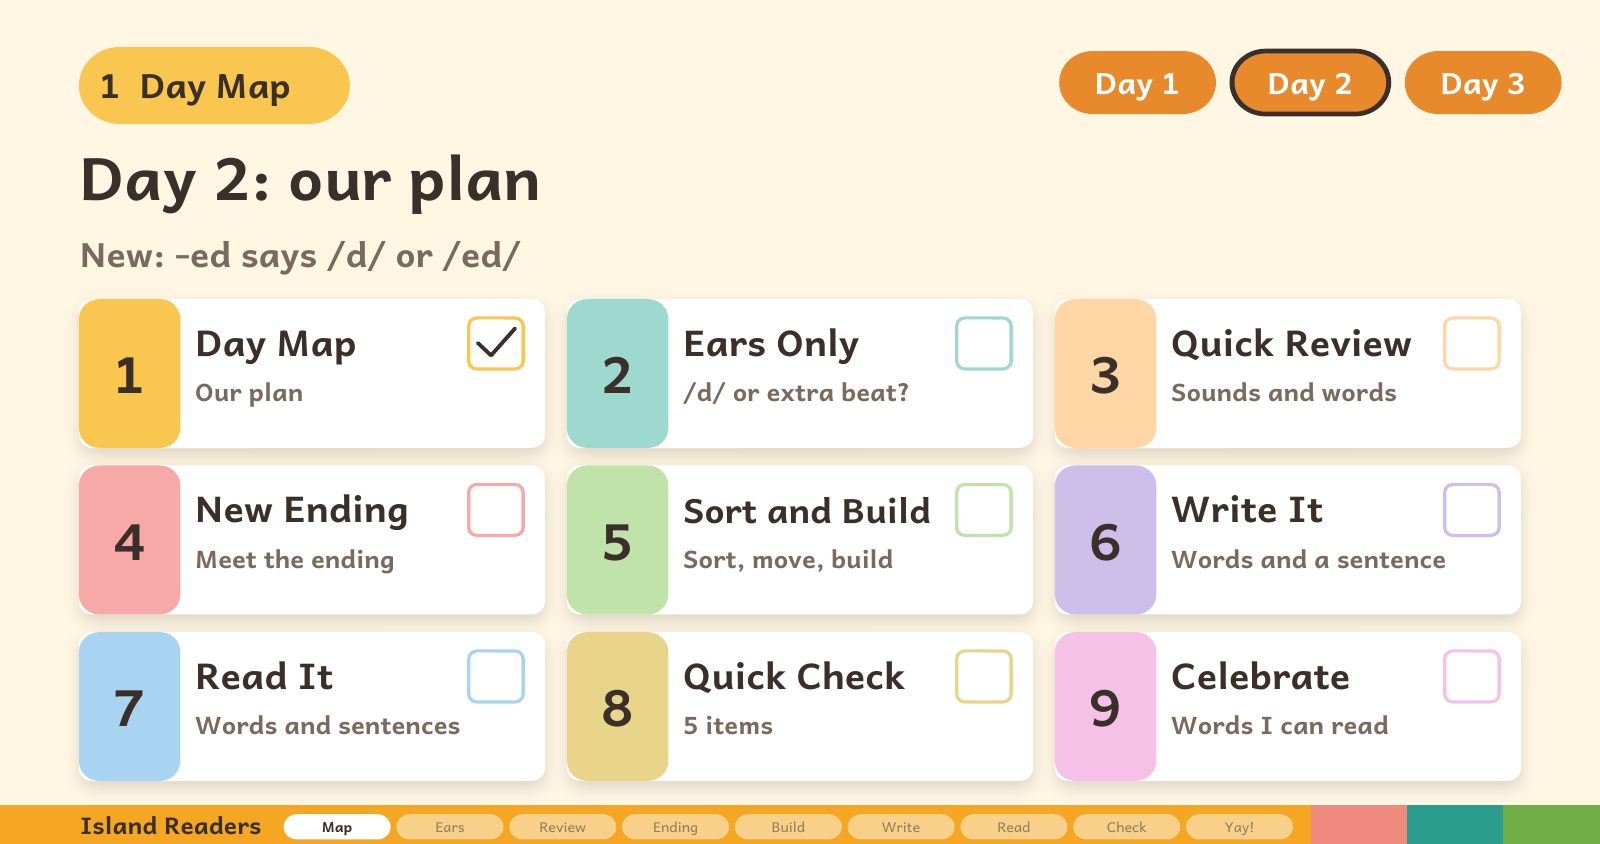 1 Day Map
Day 1
Day 2
Day 3
Day 2: our plan
New: -ed says /d/ or /ed/
1
Day Map
Our plan
2
Ears Only
/d/ or extra beat?
3
Quick Review
Sounds and words
4
New Ending
Meet the ending
5
Sort and Build
Sort, move, build
6
Write It
Words and a sentence
7
Read It
Words and sentences
8
Quick Check
5 items
9
Celebrate
Words I can read
Island Readers
Map
Ears
Review
Ending
Build
Write
Read
Check
Yay!